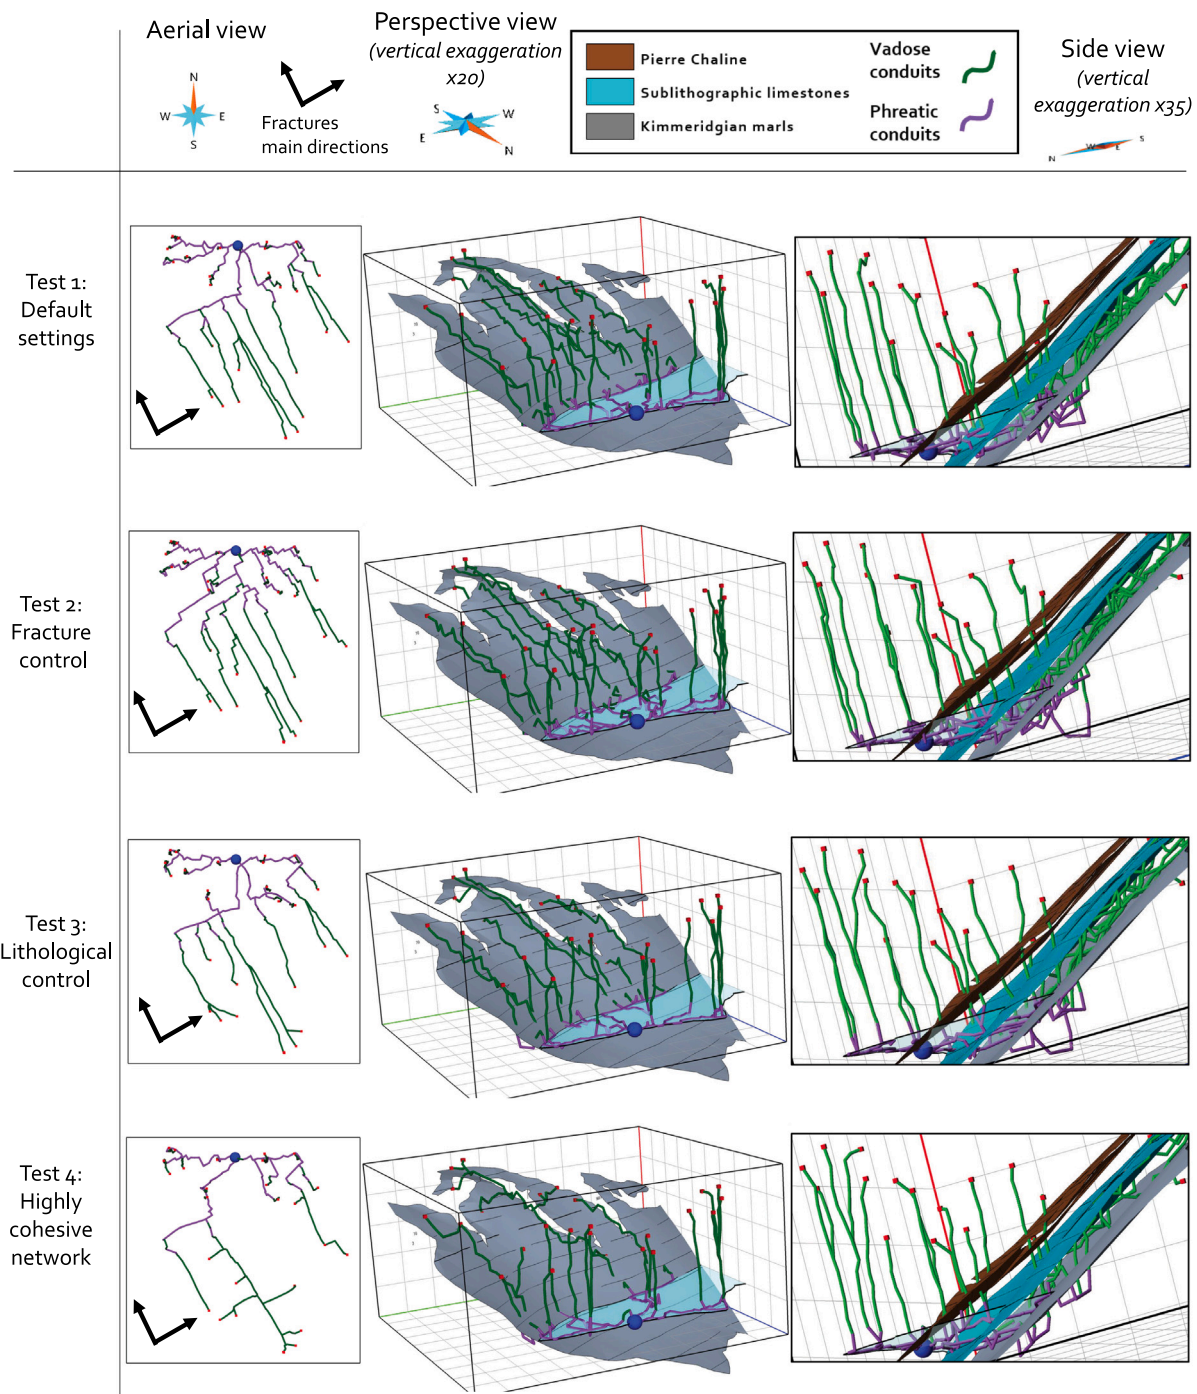 Aerial view
N
W
E
S
Fractures
main directions
Perspective view
(vertical exaggeration
x20)
S
W
E
N
Pierre Chaline
Sublithographic limestones
Kimmeridgian marls
Vadose
conduits
Phreatic
conduits
Side view
(vertical
exaggeration x35)
N
W
E
S
Test 1:
Default
settings
Test 2:
Fracture
control
Test 3:
Lithological
control
Test 4:
Highly
cohesive
network